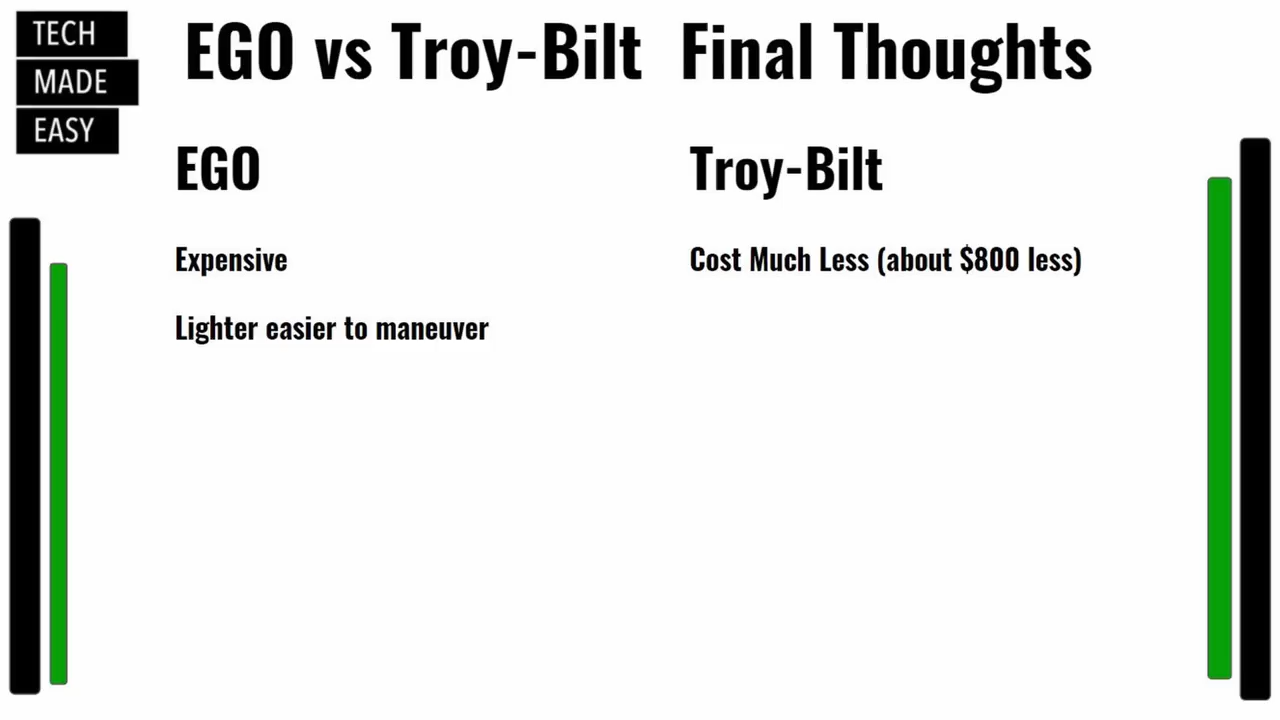 TECH
MADE
EASY
EGO vs Troy-Bilt Final Thoughts
EGO
Troy-Bilt
Expensive
Cost Much Less (about $800 less)
Lighter easier to maneuver